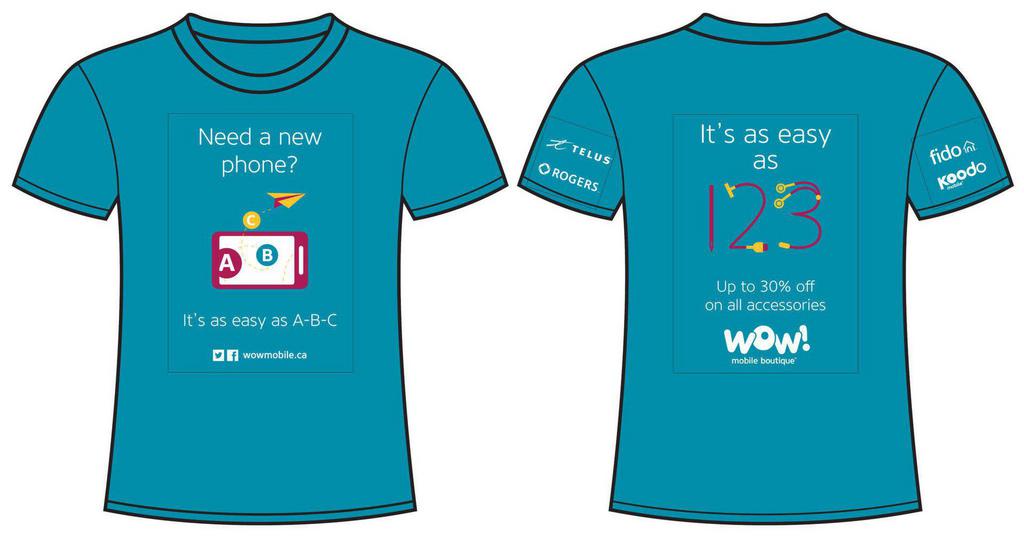 Need a new
phone?
C
A
B
It's as easy as A-B-C
wowmobile.ca
TELUS
ROGERS
It's as easy
as
123
Up to 30% off
on all accessories
WOW!
mobile boutique
fido
KOODO
mobile